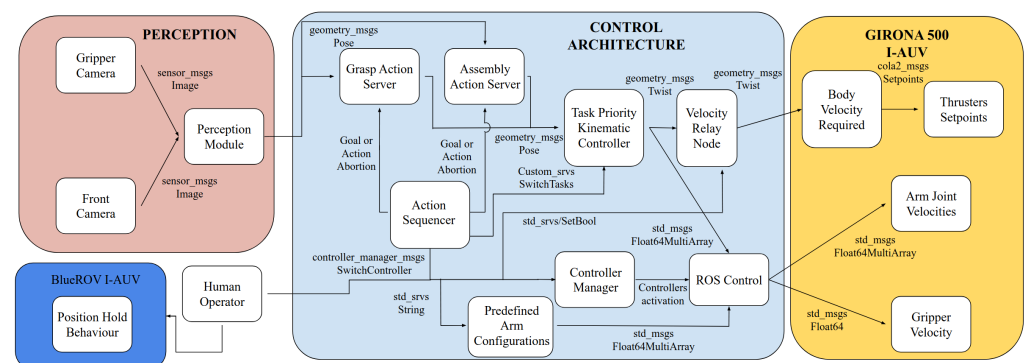 PERCEPTION
Gripper
Camera
sensor_msgs
Image
Perception
Module
sensor_msgs
Image
Front
Camera
BlueROV I-AUV
Position Hold
Behaviour
Human
Operator
CONTROL
ARCHITECTURE
geometry_msgs
Pose
Grasp Action
Server
Assembly
Action Server
geometry_msgs
Twist
Task Priority
Kinematic
Controller
Velocity
Relay
Node
geometry_msgs
Pose
Goal or
Action
Abortion
Goal or
Action
Abortion
Custom_srvs
SwitchTasks
Action
Sequencer
std_srvs/SetBool
std_msgs
Float64MultiArray
controller_manager_msgs
SwitchController
Controller
Manager
Controllers
activation
ROS Control
std_srvs
String
Predefined
Arm
Configurations
std_msgs
Float64MultiArray
GIRONA 500
I-AUV
geometry_msgs
Twist
cola2_msgs
Setpoints
Body
Velocity
Required
Thrusters
Setpoints
Arm Joint
Velocities
std_msgs
Float64MultiArray
std_msgs
Float64
Gripper
Velocity